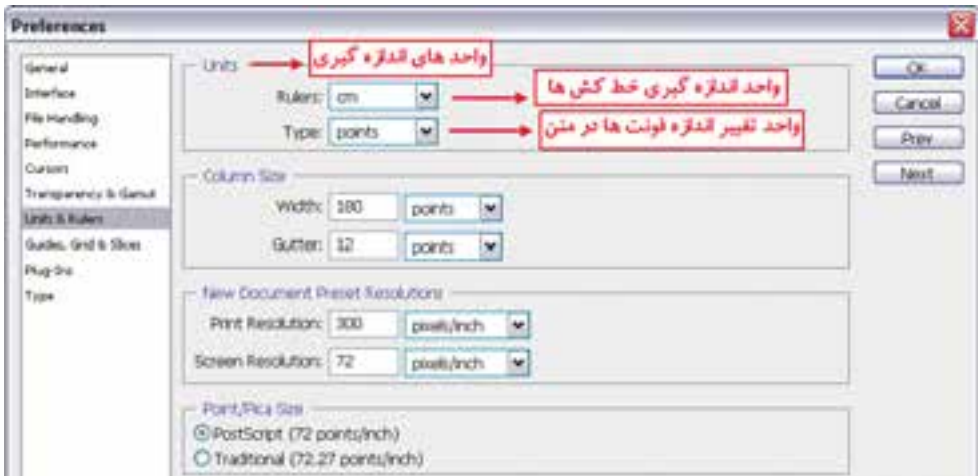 Preferences
General
Interface
File Handling
Performance
Cursors
Transparency & Gamut
Units & Rulers
Guides, Grid & Slices
Plug-Ins
Type
Units
واحد های اندازه گیری
Rulers: cm
واحد اندازه گیری خط کش ها
Type: points
واحد تغییر اندازه فونت ها در متن
Column Size
Width: 180 points
Gutter: 12 points
New Document Preset Resolutions
Print Resolution: 300 pixels/inch
Screen Resolution: 72 pixels/inch
Point/Pica Size
PostScript (72 points/inch)
Traditional (72.27 points/inch)
OK
Cancel
Prev
Next